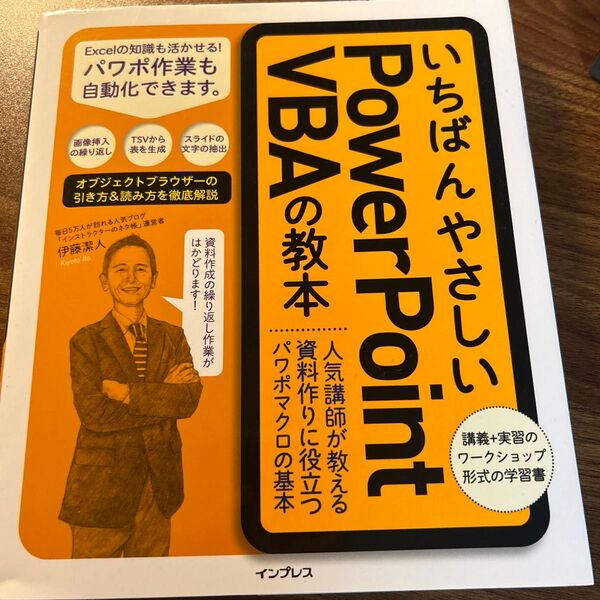 いちばんやさしい
PowerPoint
VBAの教本
人気講師が教える
資料作りに役立つ
パワポマクロの基本
講義+実習の
ワークショップ
形式の学習書
Excelの知識も活かせる!
パワポ作業も
自動化できます。
画像挿入
の繰り返し
TSVから
表を生成
スライドの
文字の抽出
オブジェクトブラウザーの
引き方&読み方を徹底解説
毎日5万人が訪れる人気ブログ
「インストラクターのネタ帳」運営者
伊藤潔人
Kiyoto Ito
資料作成の繰り返し作業が
はかどります!
インプレス